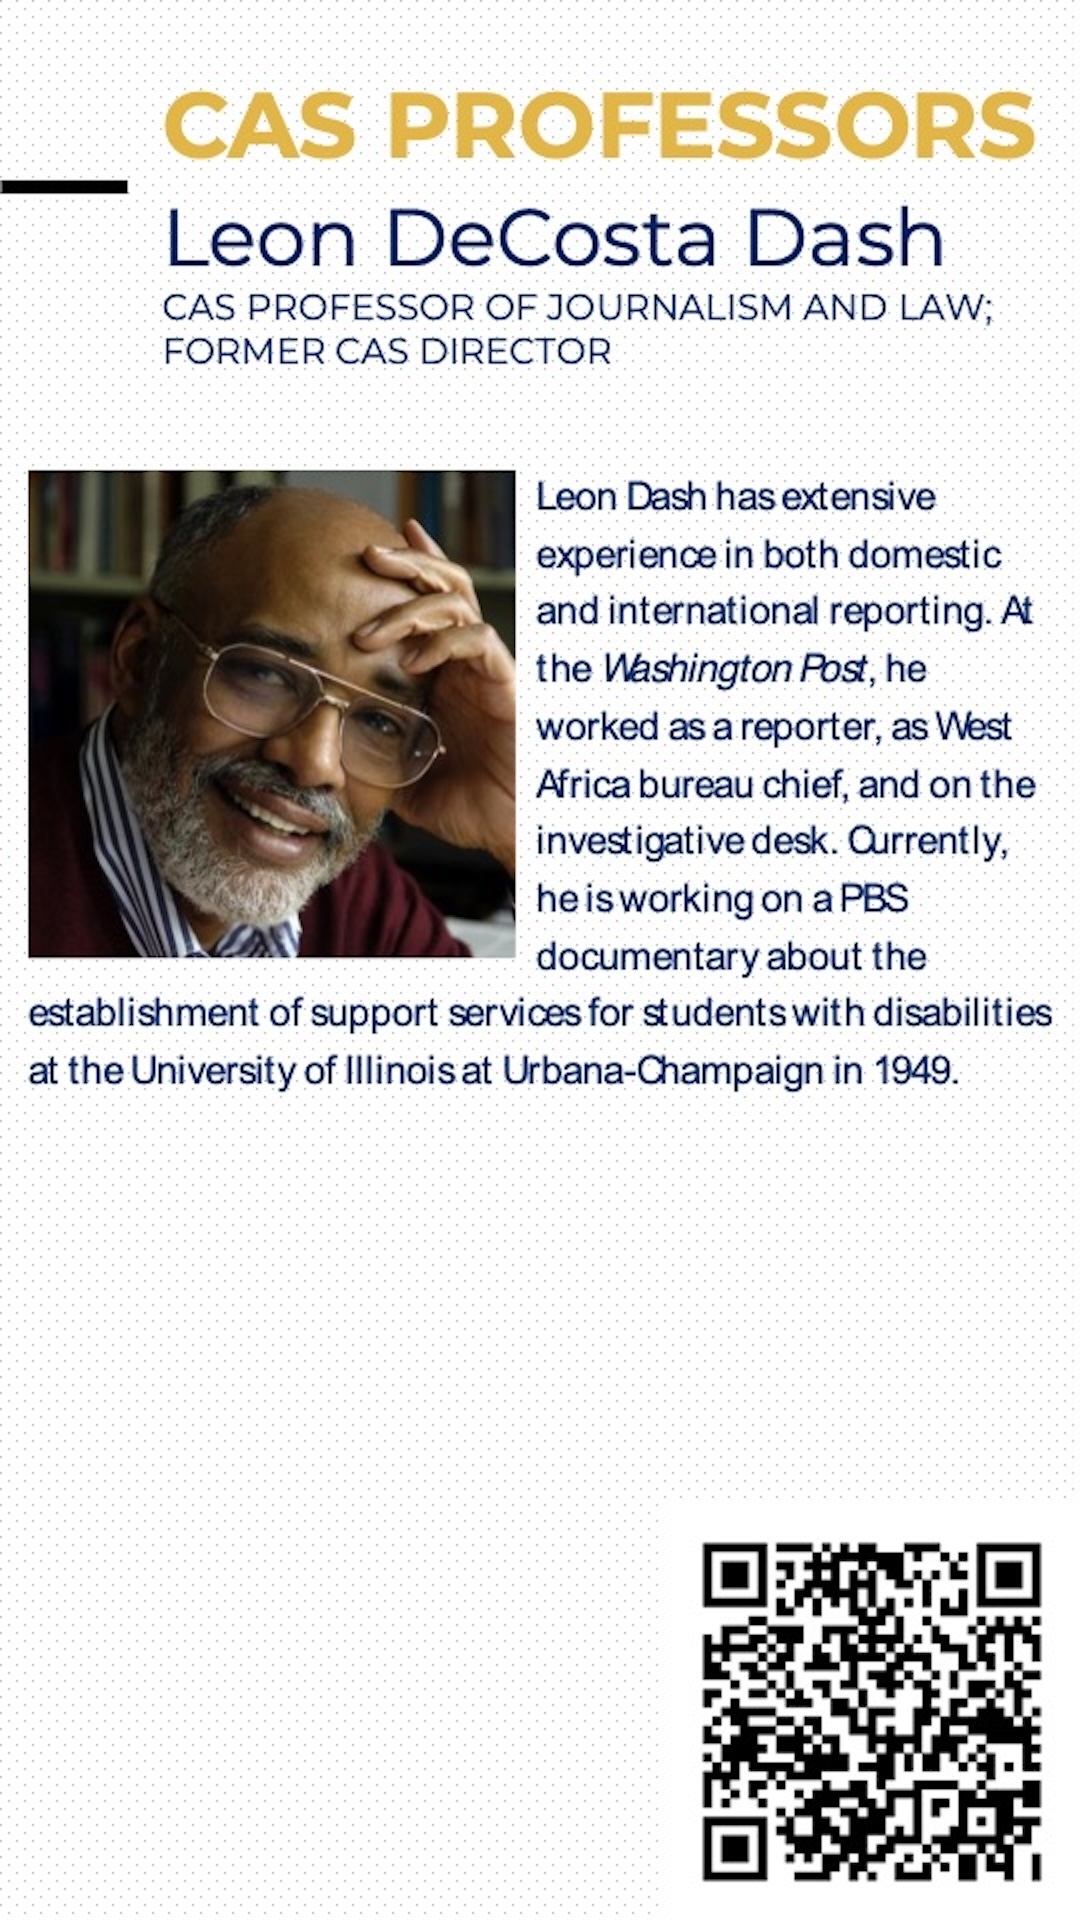 CAS PROFESSORS
Leon DeCosta Dash
CAS PROFESSOR OF JOURNALISM AND LAW;
FORMER CAS DIRECTOR
Leon Dash has extensive
experience in both domestic
and international reporting. At
the Washington Post, he
worked as a reporter, as West
Africa bureau chief, and on the
investigative desk. Currently,
he is working on a PBS
documentary about the
establishment of support services for students with disabilities
at the University of Illinois at Urbana-Champaign in 1949.